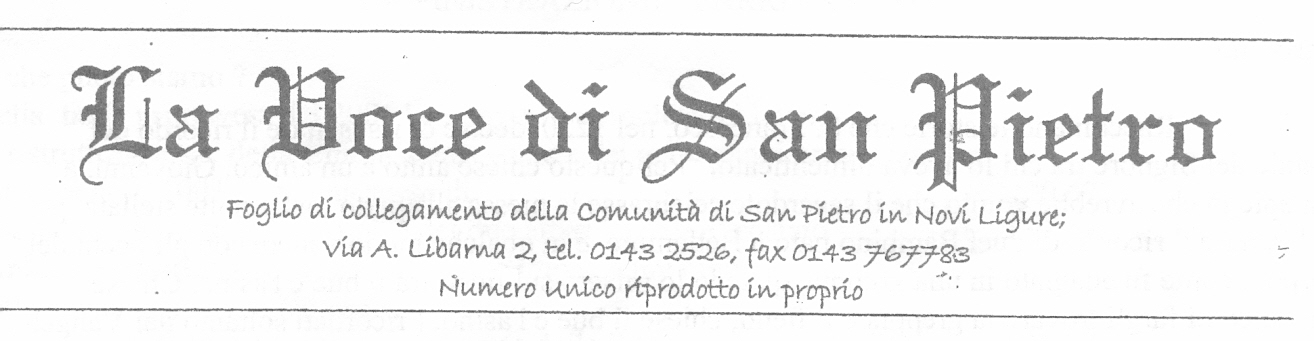 La Voce di San Pietro
Foglio di collegamento della Comunità di San Pietro in Novi Ligure;
via A. Libarna 2, tel. 0143 2526, fax 0143 767783
Numero Unico riprodotto in proprio